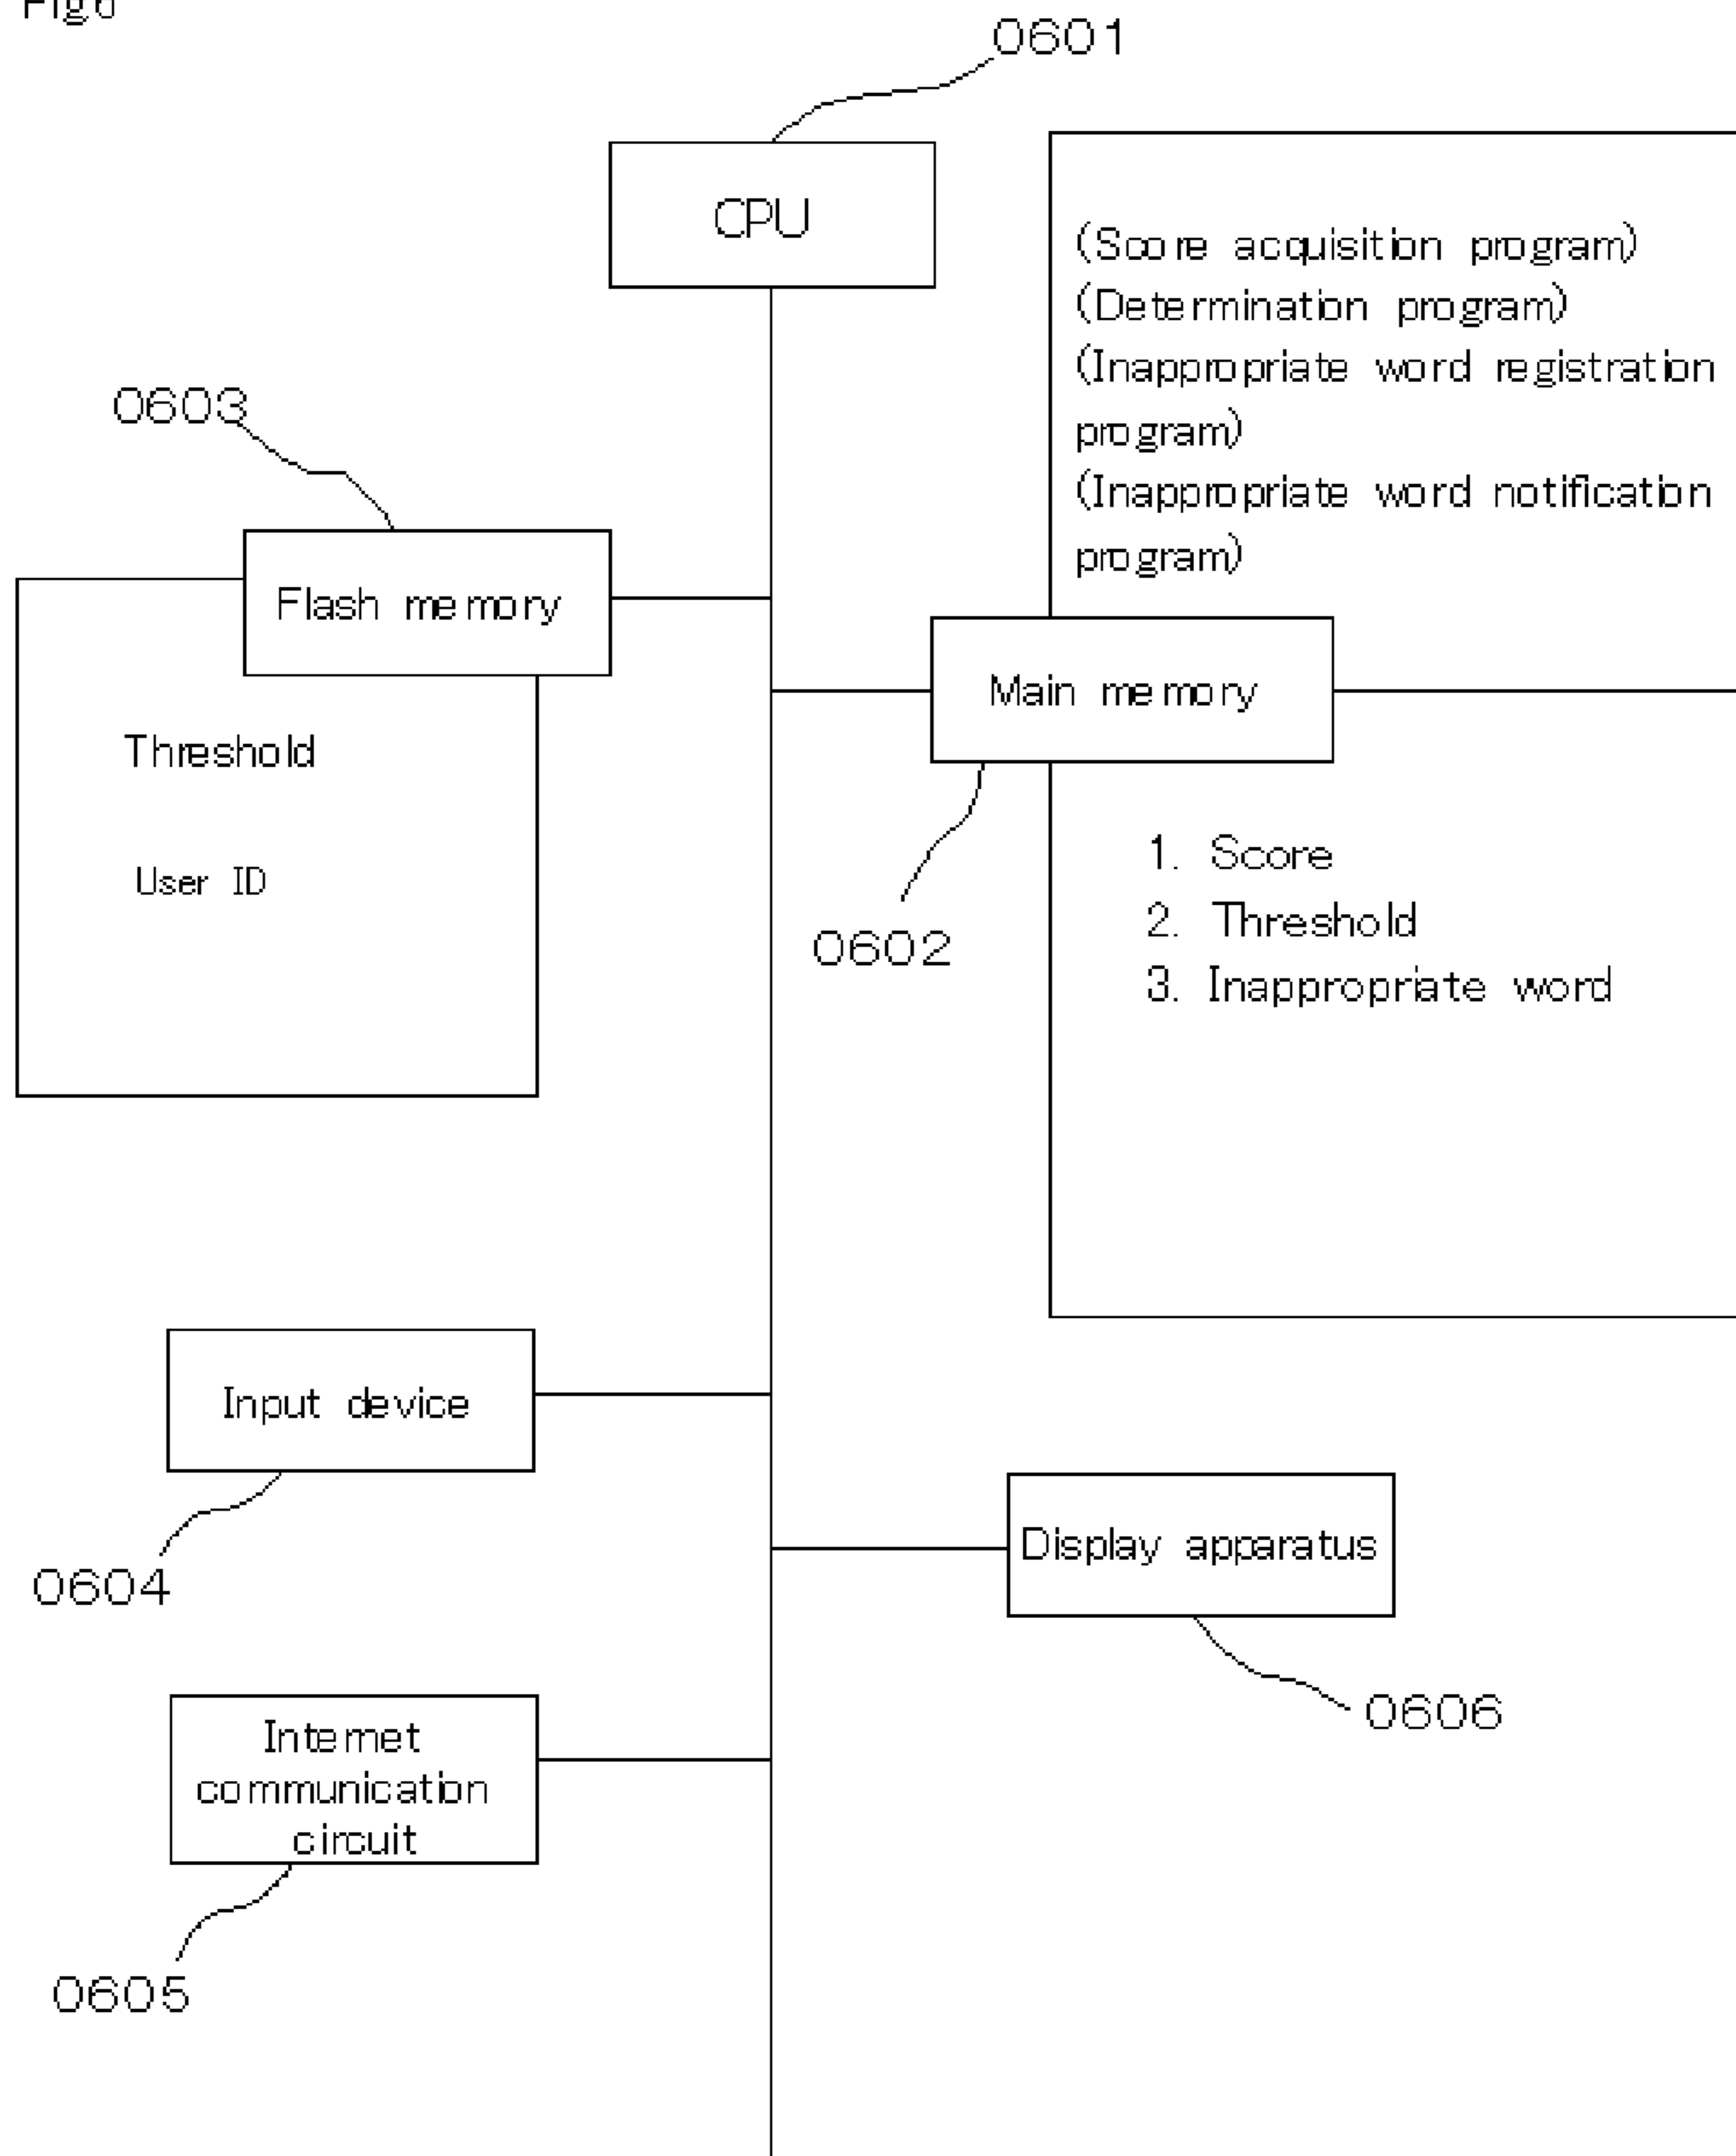 Fig6
0601
CPU
(Score acquisition program)
(Determination program)
(Inappropriate word registration
program)
(Inappropriate word notification
program)
0603
Flash memory
Main memory
Threshold
User ID
1. Score
2. Threshold
3. Inappropriate word
0602
Input device
Display apparatus
0604
0606
Internet
communication
circuit
0605